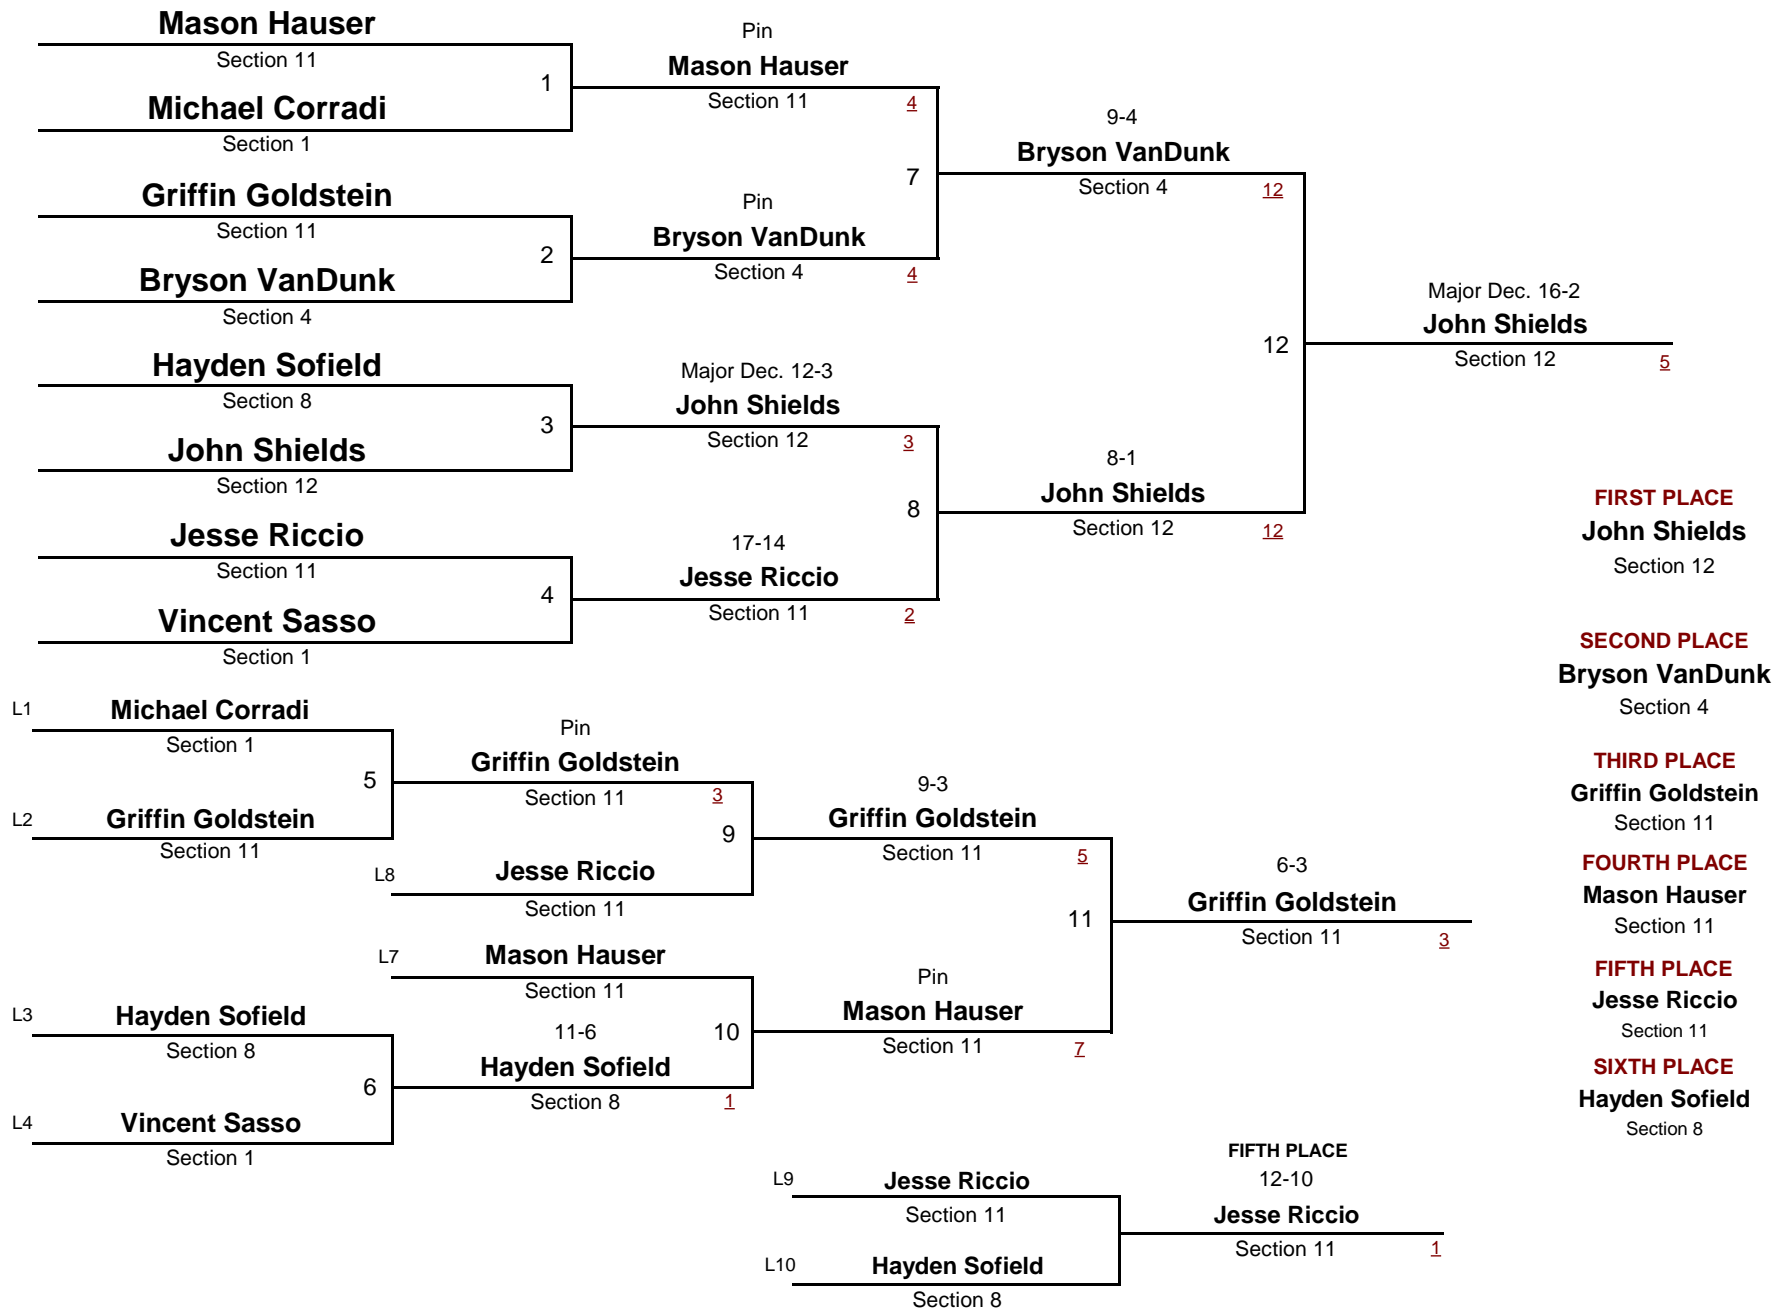 Mason Hauser
Section 11
1
Michael Corradi
Section 1
Griffin Goldstein
Section 11
2
Bryson VanDunk
Section 4
Hayden Sofield
Section 8
3
John Shields
Section 12
Jesse Riccio
Section 11
4
Vincent Sasso
Section 1
Pin
Mason Hauser
Section 11 4
7
Pin
Bryson VanDunk
Section 4 4
Major Dec. 12-3
John Shields
Section 12 3
8
17-14
Jesse Riccio
Section 11 2
9-4
Bryson VanDunk
Section 4 12
12
8-1
John Shields
Section 12 12
Major Dec. 16-2
John Shields
Section 12 5
FIRST PLACE
John Shields
Section 12
SECOND PLACE
Bryson VanDunk
Section 4
THIRD PLACE
Griffin Goldstein
Section 11
FOURTH PLACE
Mason Hauser
Section 11
FIFTH PLACE
Jesse Riccio
Section 11
SIXTH PLACE
Hayden Sofield
Section 8
L1 Michael Corradi
Section 1
5
L2 Griffin Goldstein
Section 11
L3 Hayden Sofield
Section 8
6
L4 Vincent Sasso
Section 1
Pin
Griffin Goldstein
Section 11 3
9
L8 Jesse Riccio
Section 11
L7 Mason Hauser
Section 11
11-6 10
Hayden Sofield
Section 8 1
9-3
Griffin Goldstein
Section 11 5
11
Pin
Mason Hauser
Section 11 7
6-3
Griffin Goldstein
Section 11 3
L9 Jesse Riccio
Section 11
L10 Hayden Sofield
Section 8
FIFTH PLACE
12-10
Jesse Riccio
Section 11 1